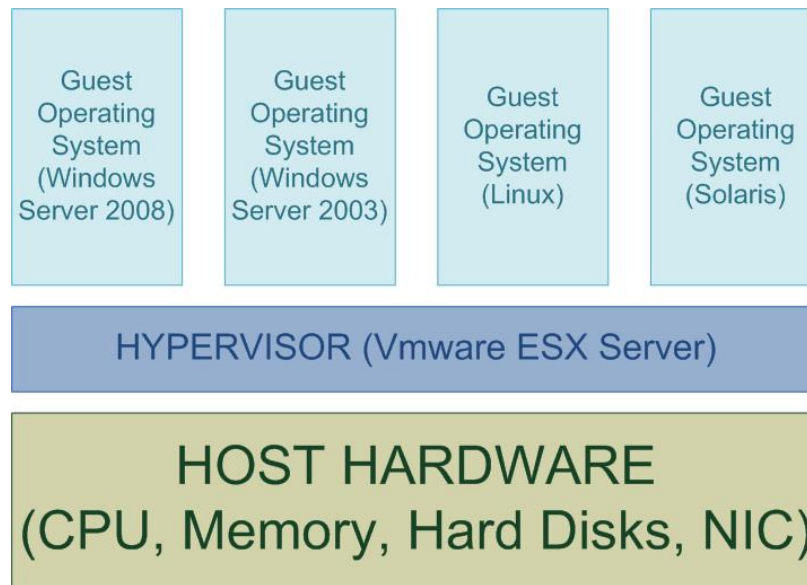 Guest
Operating
System
(Windows
Server 2008)
Guest
Operating
System
(Windows
Server 2003)
Guest
Operating
System
(Linux)
Guest
Operating
System
(Solaris)
HYPERVISOR (Vmware ESX Server)
HOST HARDWARE
(CPU, Memory, Hard Disks, NIC)